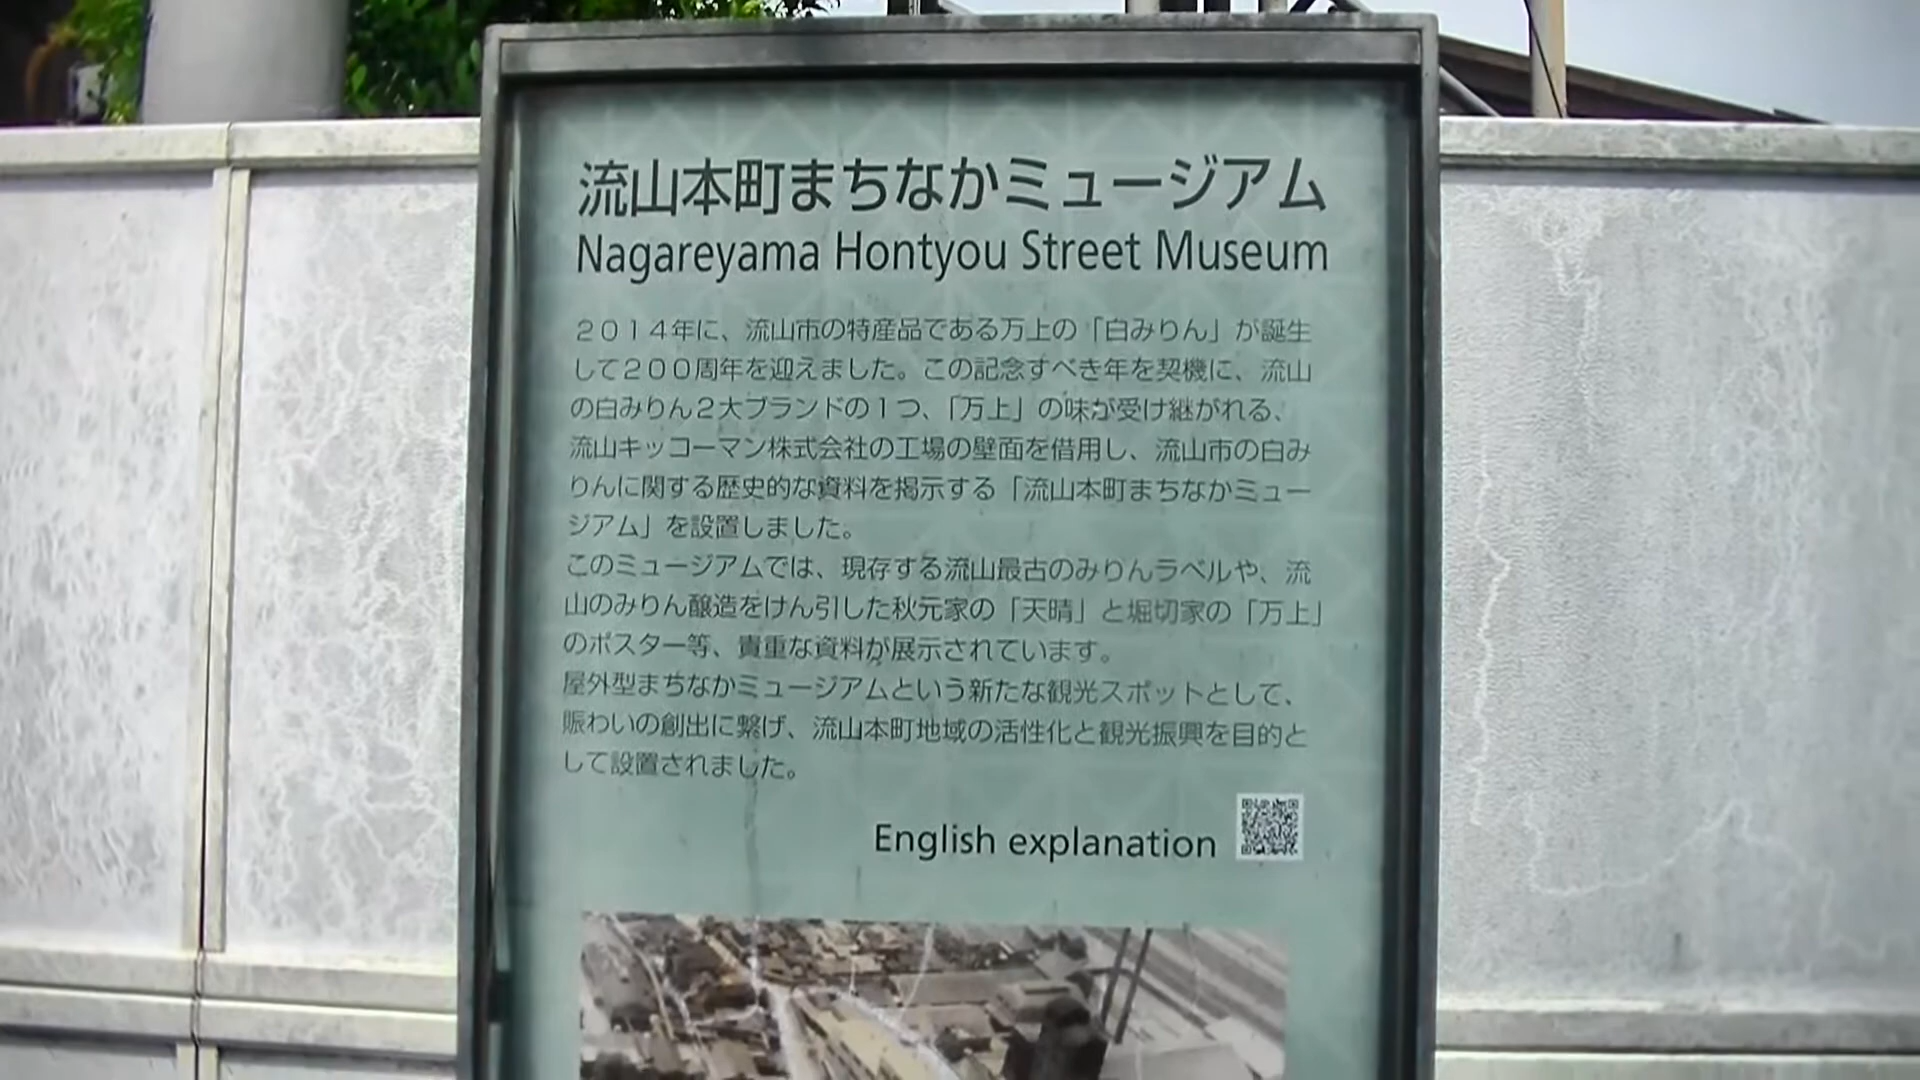 流山本町まちなかミュージアム
Nagareyama Hontyou Street Museum
２０１４年に、流山市の特産品である万上の「白みりん」が誕生
して２００周年を迎えました。この記念すべき年を契機に、流山
の白みりん２大ブランドの１つ、「万上」の味が受け継がれる、
流山キッコーマン株式会社の工場の壁面を借用し、流山市の白み
りんに関する歴史的な資料を掲示する「流山本町まちなかミュー
ジアム」を設置しました。
このミュージアムでは、現存する流山最古のみりんラベルや、流
山のみりん醸造をけん引した秋元家の「天晴」と堀切家の「万上」
のポスター等、貴重な資料が展示されています。
屋外型まちなかミュージアムという新たな観光スポットとして、
賑わいの創出に繋げ、流山本町地域の活性化と観光振興を目的と
して設置されました。
English explanation